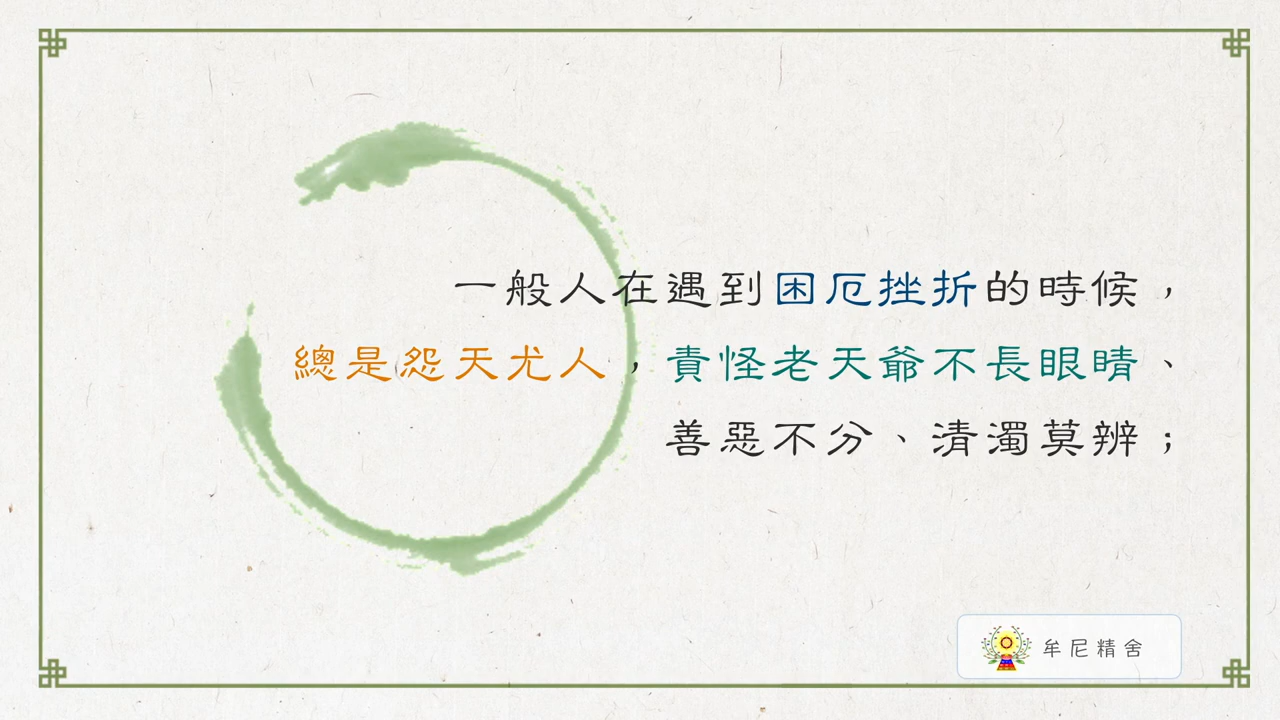 一般人在遇到困厄挫折的時候，
總是怨天尤人，責怪老天爺不長眼睛、
善惡不分、清濁莫辨；
牟尼精舍